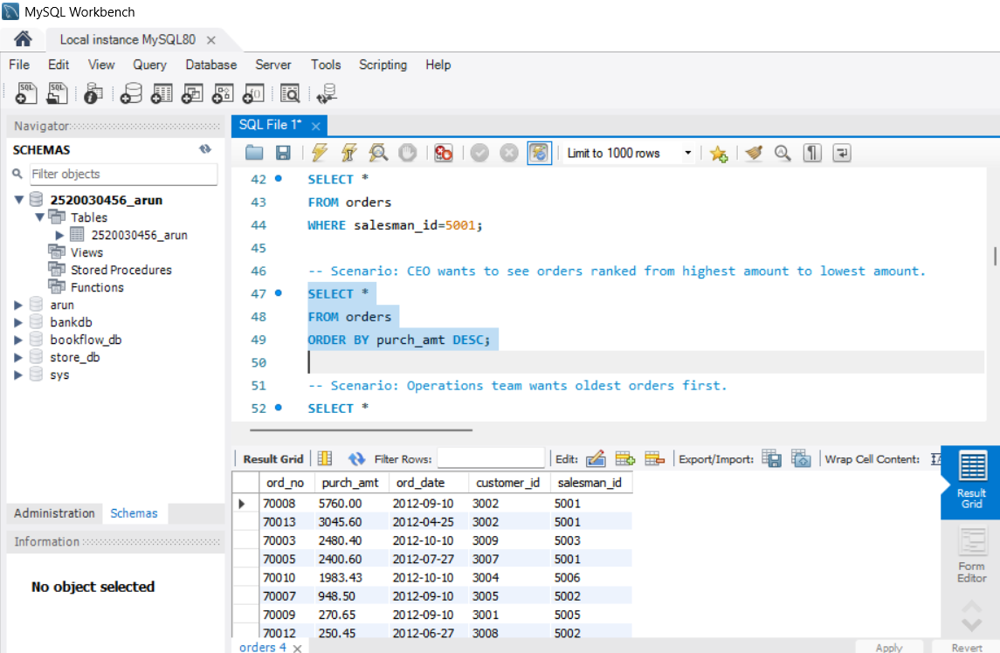 MySQL Workbench
Local instance MySQL80
File Edit View Query Database Server Tools Scripting Help
Navigator
SCHEMAS
Filter objects
2520030456_arun
Tables
2520030456_arun
Views
Stored Procedures
Functions
arun
bankdb
bookflow_db
store_db
sys
Administration Schemas
Information
No object selected
SQL File 1*
Limit to 1000 rows
42 SELECT *
43 FROM orders
44 WHERE salesman_id=5001;
45
46 -- Scenario: CEO wants to see orders ranked from highest amount to lowest amount.
47 SELECT *
48 FROM orders
49 ORDER BY purch_amt DESC;
50
51 -- Scenario: Operations team wants oldest orders first.
52 SELECT *
Result Grid Filter Rows: Edit: Export/Import: Wrap Cell Content:
ord_no purch_amt ord_date customer_id salesman_id
70008 5760.00 2012-09-10 3002 5001
70013 3045.60 2012-04-25 3002 5001
70003 2480.40 2012-10-10 3009 5003
70005 2400.60 2012-07-27 3007 5001
70010 1983.43 2012-10-10 3004 5006
70007 948.50 2012-09-10 3005 5002
70009 270.65 2012-09-10 3001 5005
70012 250.45 2012-06-27 3008 5002
Result
Grid
Form
Editor
orders 4
Apply Revert